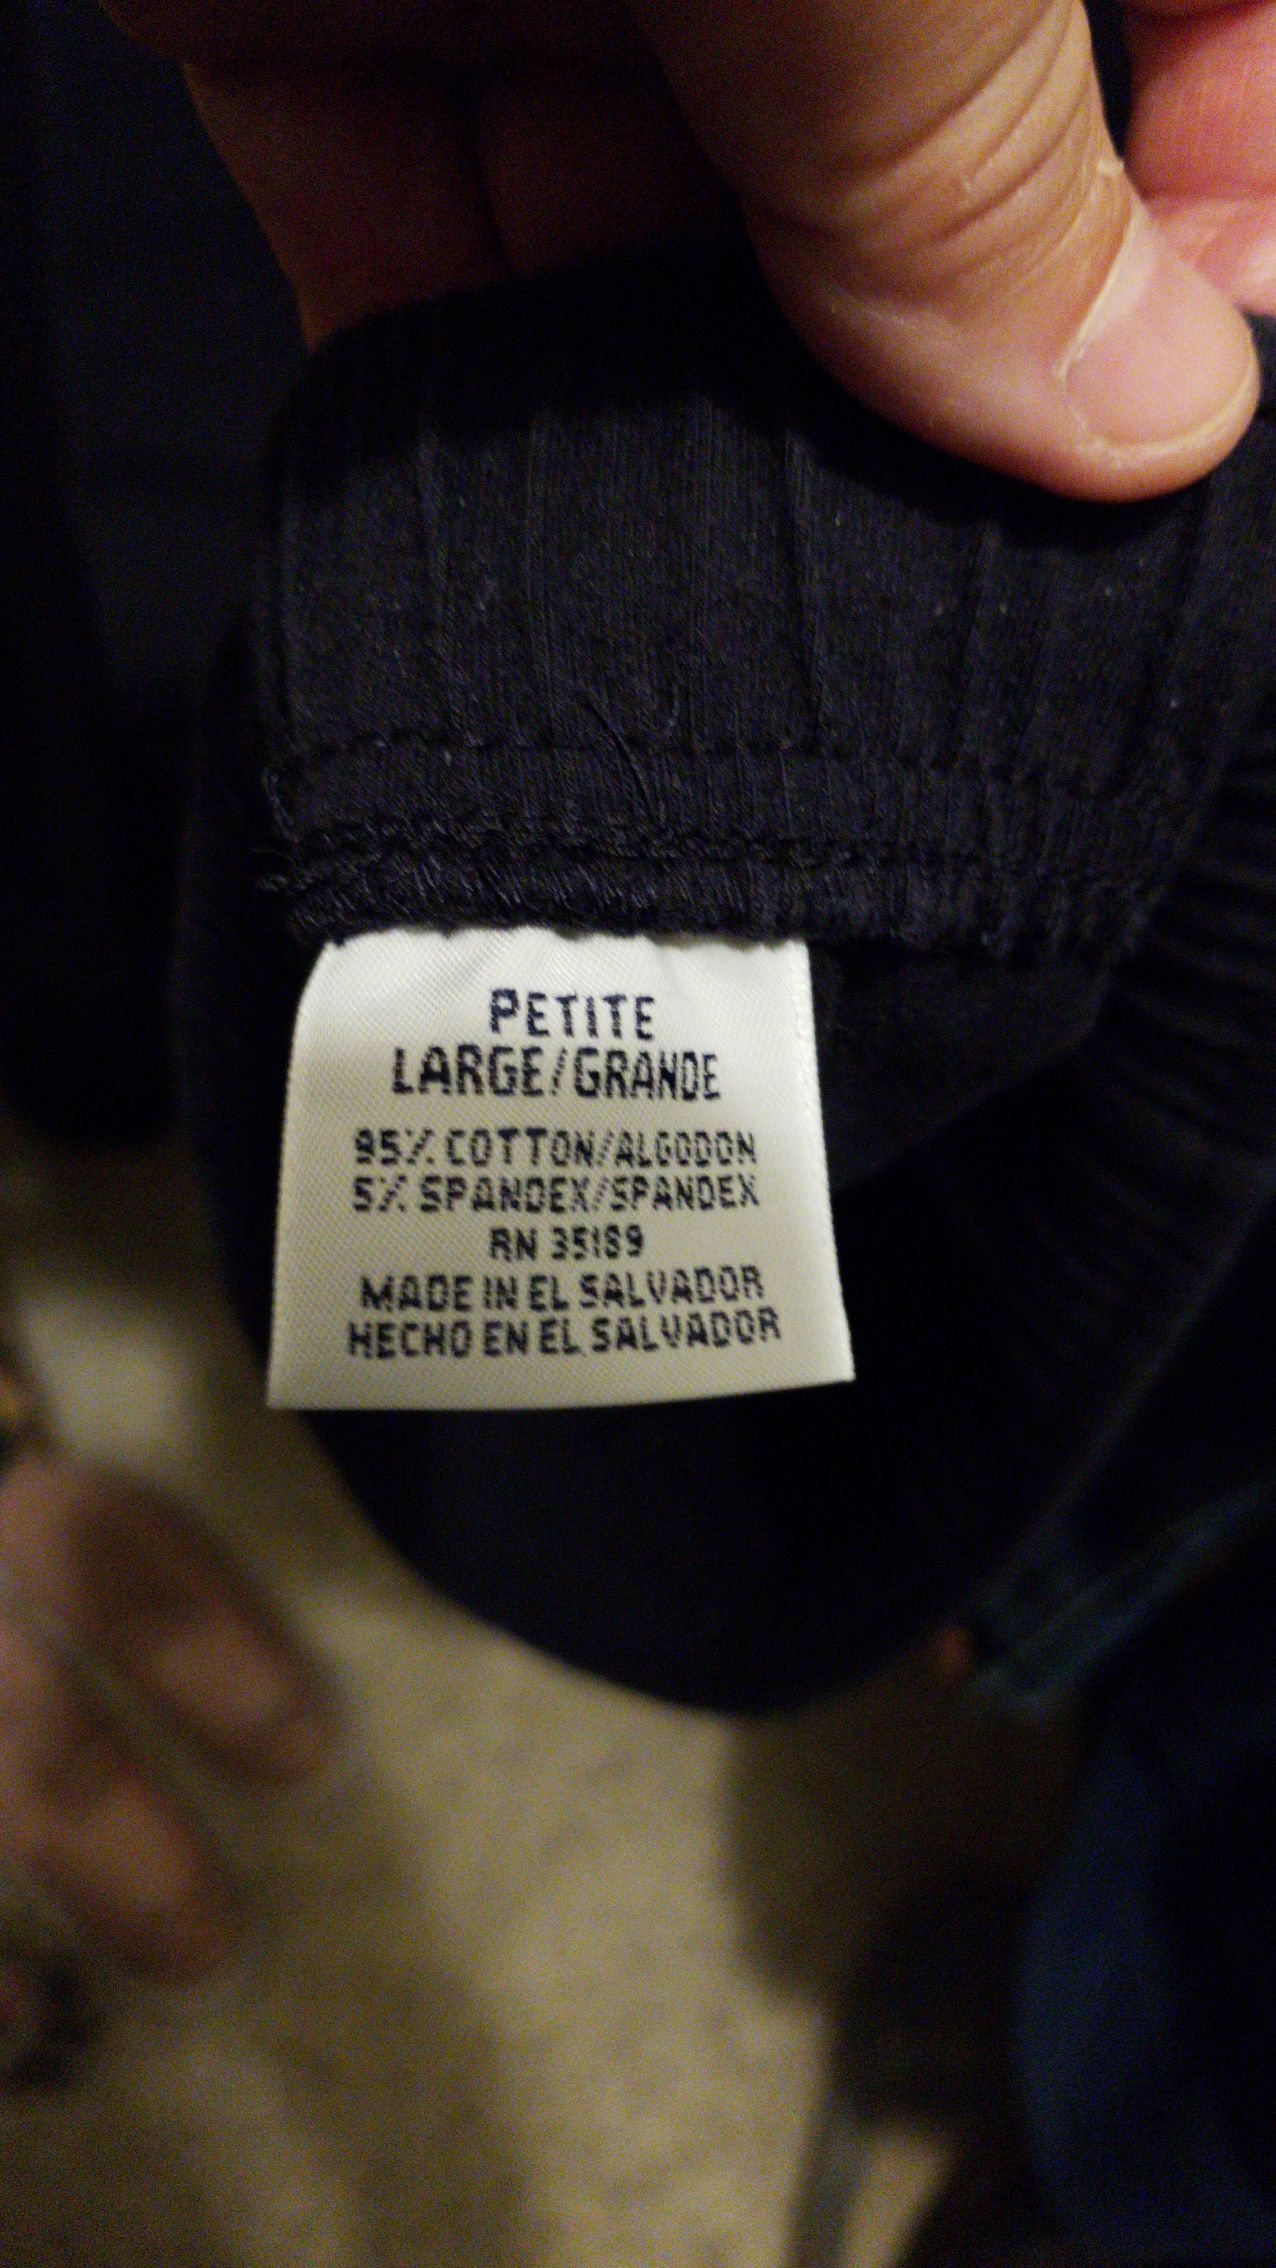 PETITE
LARGE/GRANDE
95% COTTON/ALGODON
5% SPANDEX/SPANDEX
RN 35189
MADE IN EL SALVADOR
HECHO EN EL SALVADOR